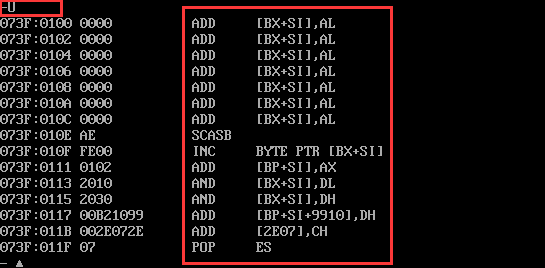 -U
073F:0100 0000 ADD [BX+SI],AL
073F:0102 0000 ADD [BX+SI],AL
073F:0104 0000 ADD [BX+SI],AL
073F:0106 0000 ADD [BX+SI],AL
073F:0108 0000 ADD [BX+SI],AL
073F:010A 0000 ADD [BX+SI],AL
073F:010C 0000 ADD [BX+SI],AL
073F:010E AE SCASB
073F:010F FE00 INC BYTE PTR [BX+SI]
073F:0111 0102 ADD [BP+SI],AX
073F:0113 2010 AND [BX+SI],DL
073F:0115 2030 AND [BX+SI],DH
073F:0117 00B21099 ADD [BP+SI+9910],DH
073F:011B 002E072E ADD [2E07],CH
073F:011F 07 POP ES
- ▲